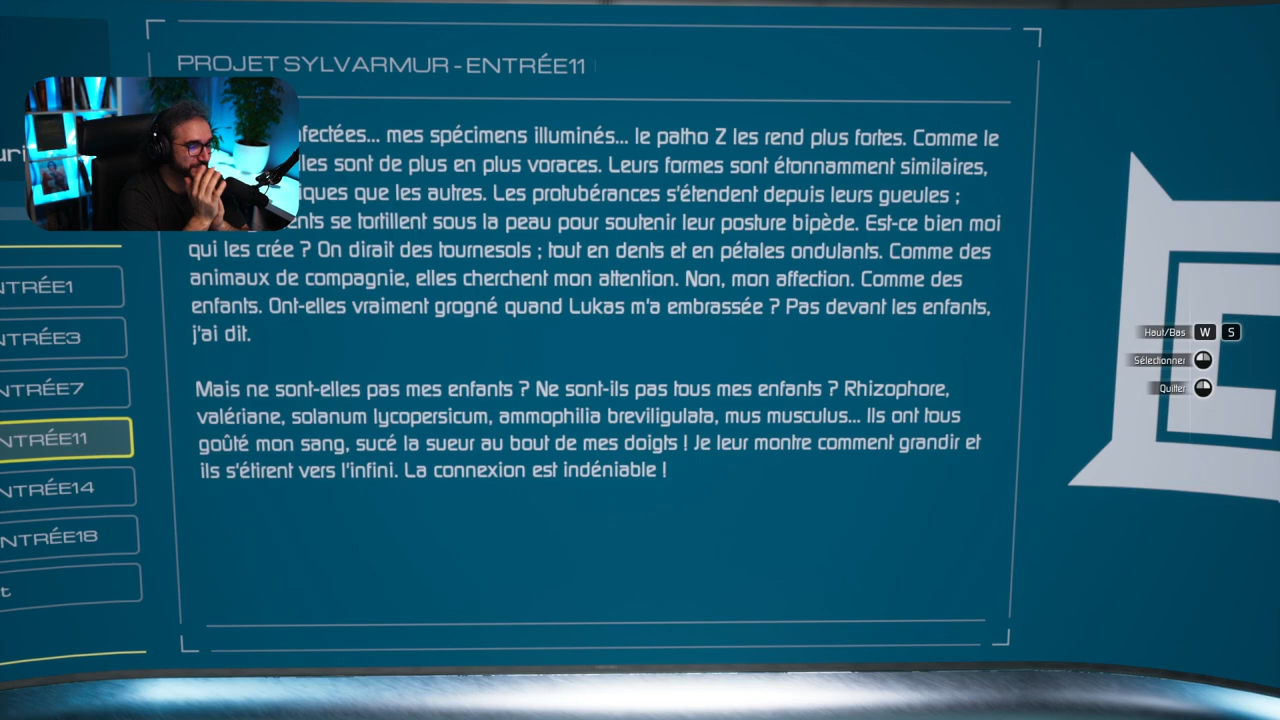 PROJET SYLVARMUR - ENTRÉE11
mes spécimens illuminés... le patho Z les rend plus fortes. Comme le
sont de plus en plus voraces. Leurs formes sont étonnamment similaires,
que les autres. Les protubérances s'étendent depuis leurs gueules ;
se tortillent sous la peau pour soutenir leur posture bipède. Est-ce bien moi
qui les crée ? On dirait des tournesols ; tout en dents et en pétales ondulants. Comme des
animaux de compagnie, elles cherchent mon attention. Non, mon affection. Comme des
enfants. Ont-elles vraiment grogné quand Lukas m'a embrassée ? Pas devant les enfants,
j'ai dit.
Mais ne sont-elles pas mes enfants ? Ne sont-ils pas tous mes enfants ? Rhizophore,
valériane, solanum lycopersicum, ammophilia breviligulata, mus musculus... Ils ont tous
goûté mon sang, sucé la sueur au bout de mes doigts ! Je leur montre comment grandir et
ils s'étirent vers l'infini. La connexion est indéniable !
NTRÉE1
NTRÉE3
NTRÉE7
NTRÉE11
NTRÉE14
NTRÉE18
Haut/Bas W S
Sélectionner
Quitter